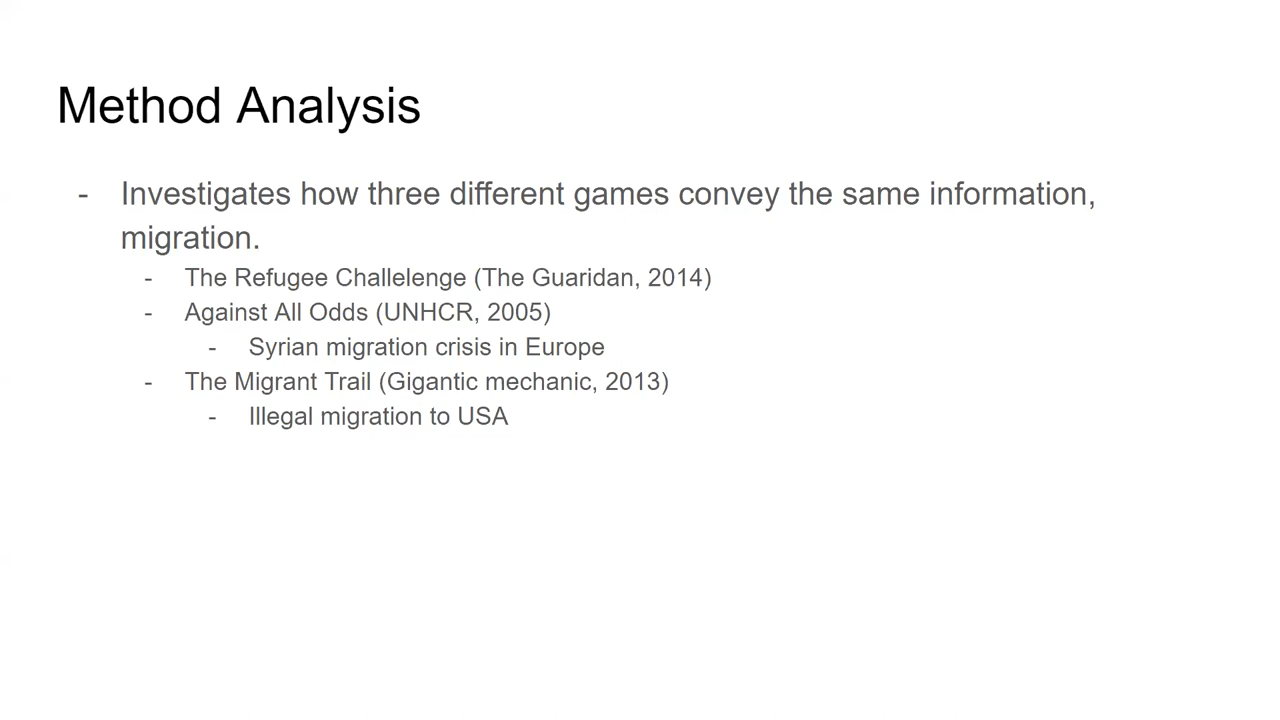 Method Analysis
- Investigates how three different games convey the same information,
migration.
- The Refugee Challelenge (The Guaridan, 2014)
- Against All Odds (UNHCR, 2005)
- Syrian migration crisis in Europe
- The Migrant Trail (Gigantic mechanic, 2013)
- Illegal migration to USA